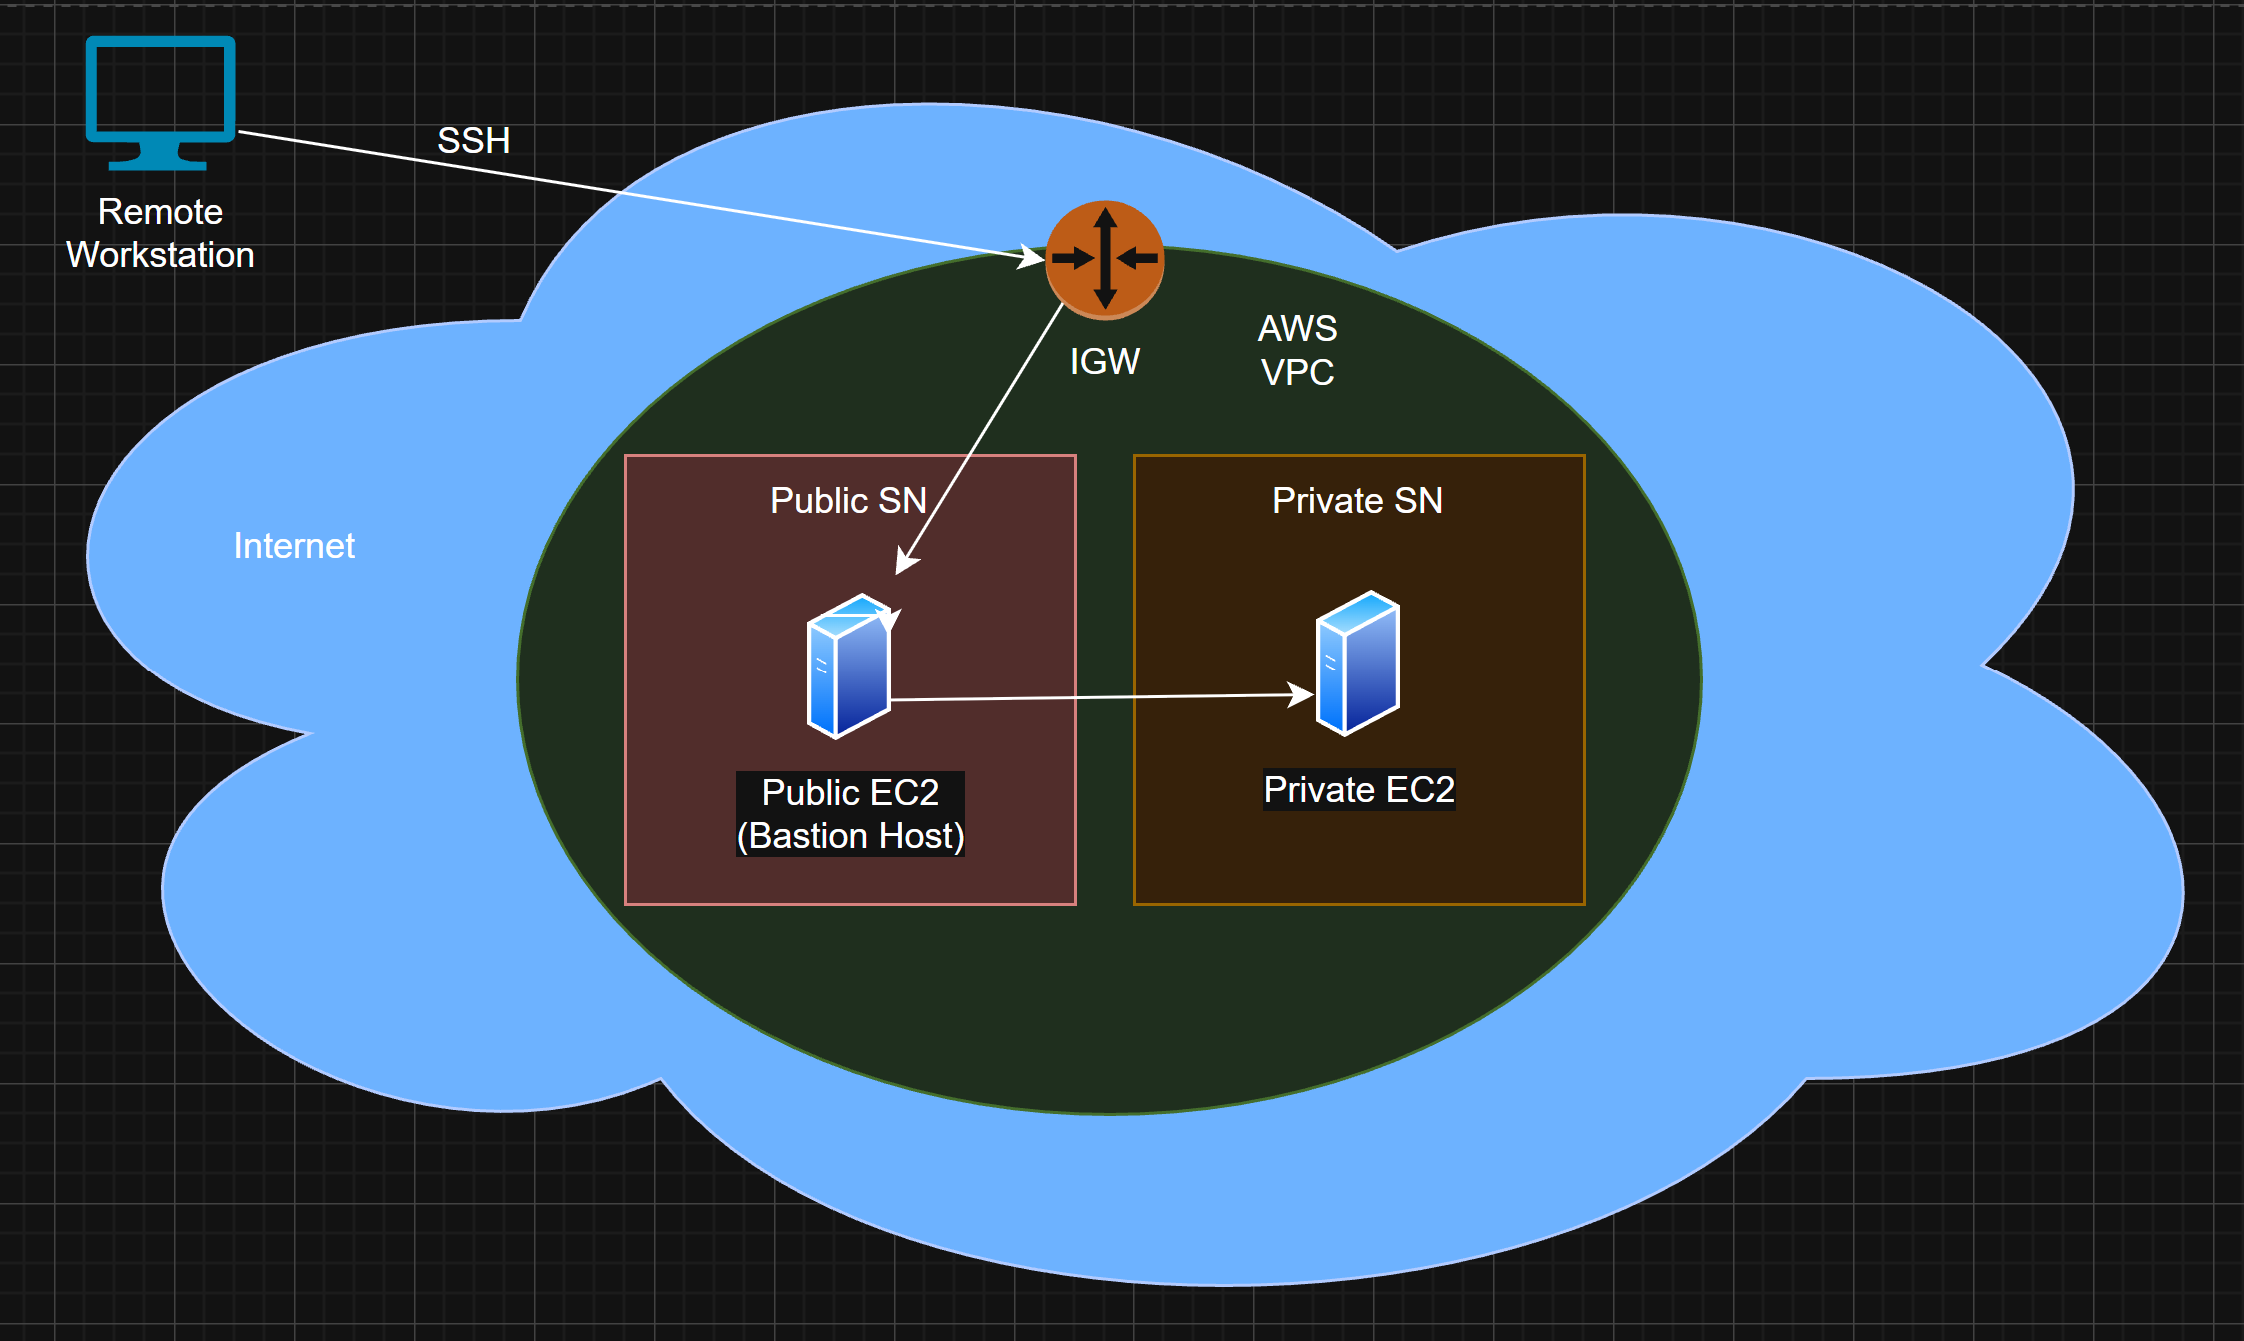 SSH
Remote
Workstation
IGW
AWS
VPC
Public SN
Private SN
Internet
Public EC2
(Bastion Host)
Private EC2